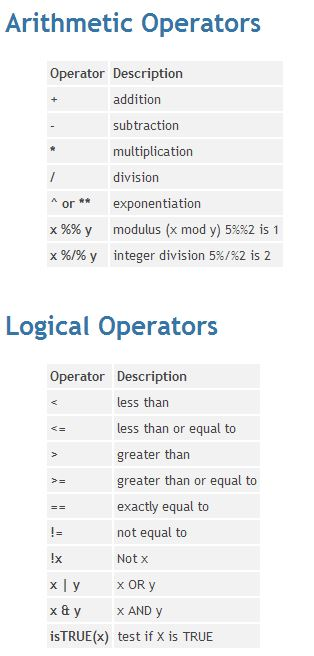 Arithmetic Operators
Operator Description
+ addition
- subtraction
* multiplication
/ division
^ or ** exponentiation
x %% y modulus (x mod y) 5%%2 is 1
x %/% y integer division 5%/%2 is 2
Logical Operators
Operator Description
< less than
<= less than or equal to
> greater than
>= greater than or equal to
== exactly equal to
!= not equal to
!x Not x
x | y x OR y
x & y x AND y
isTRUE(x) test if X is TRUE